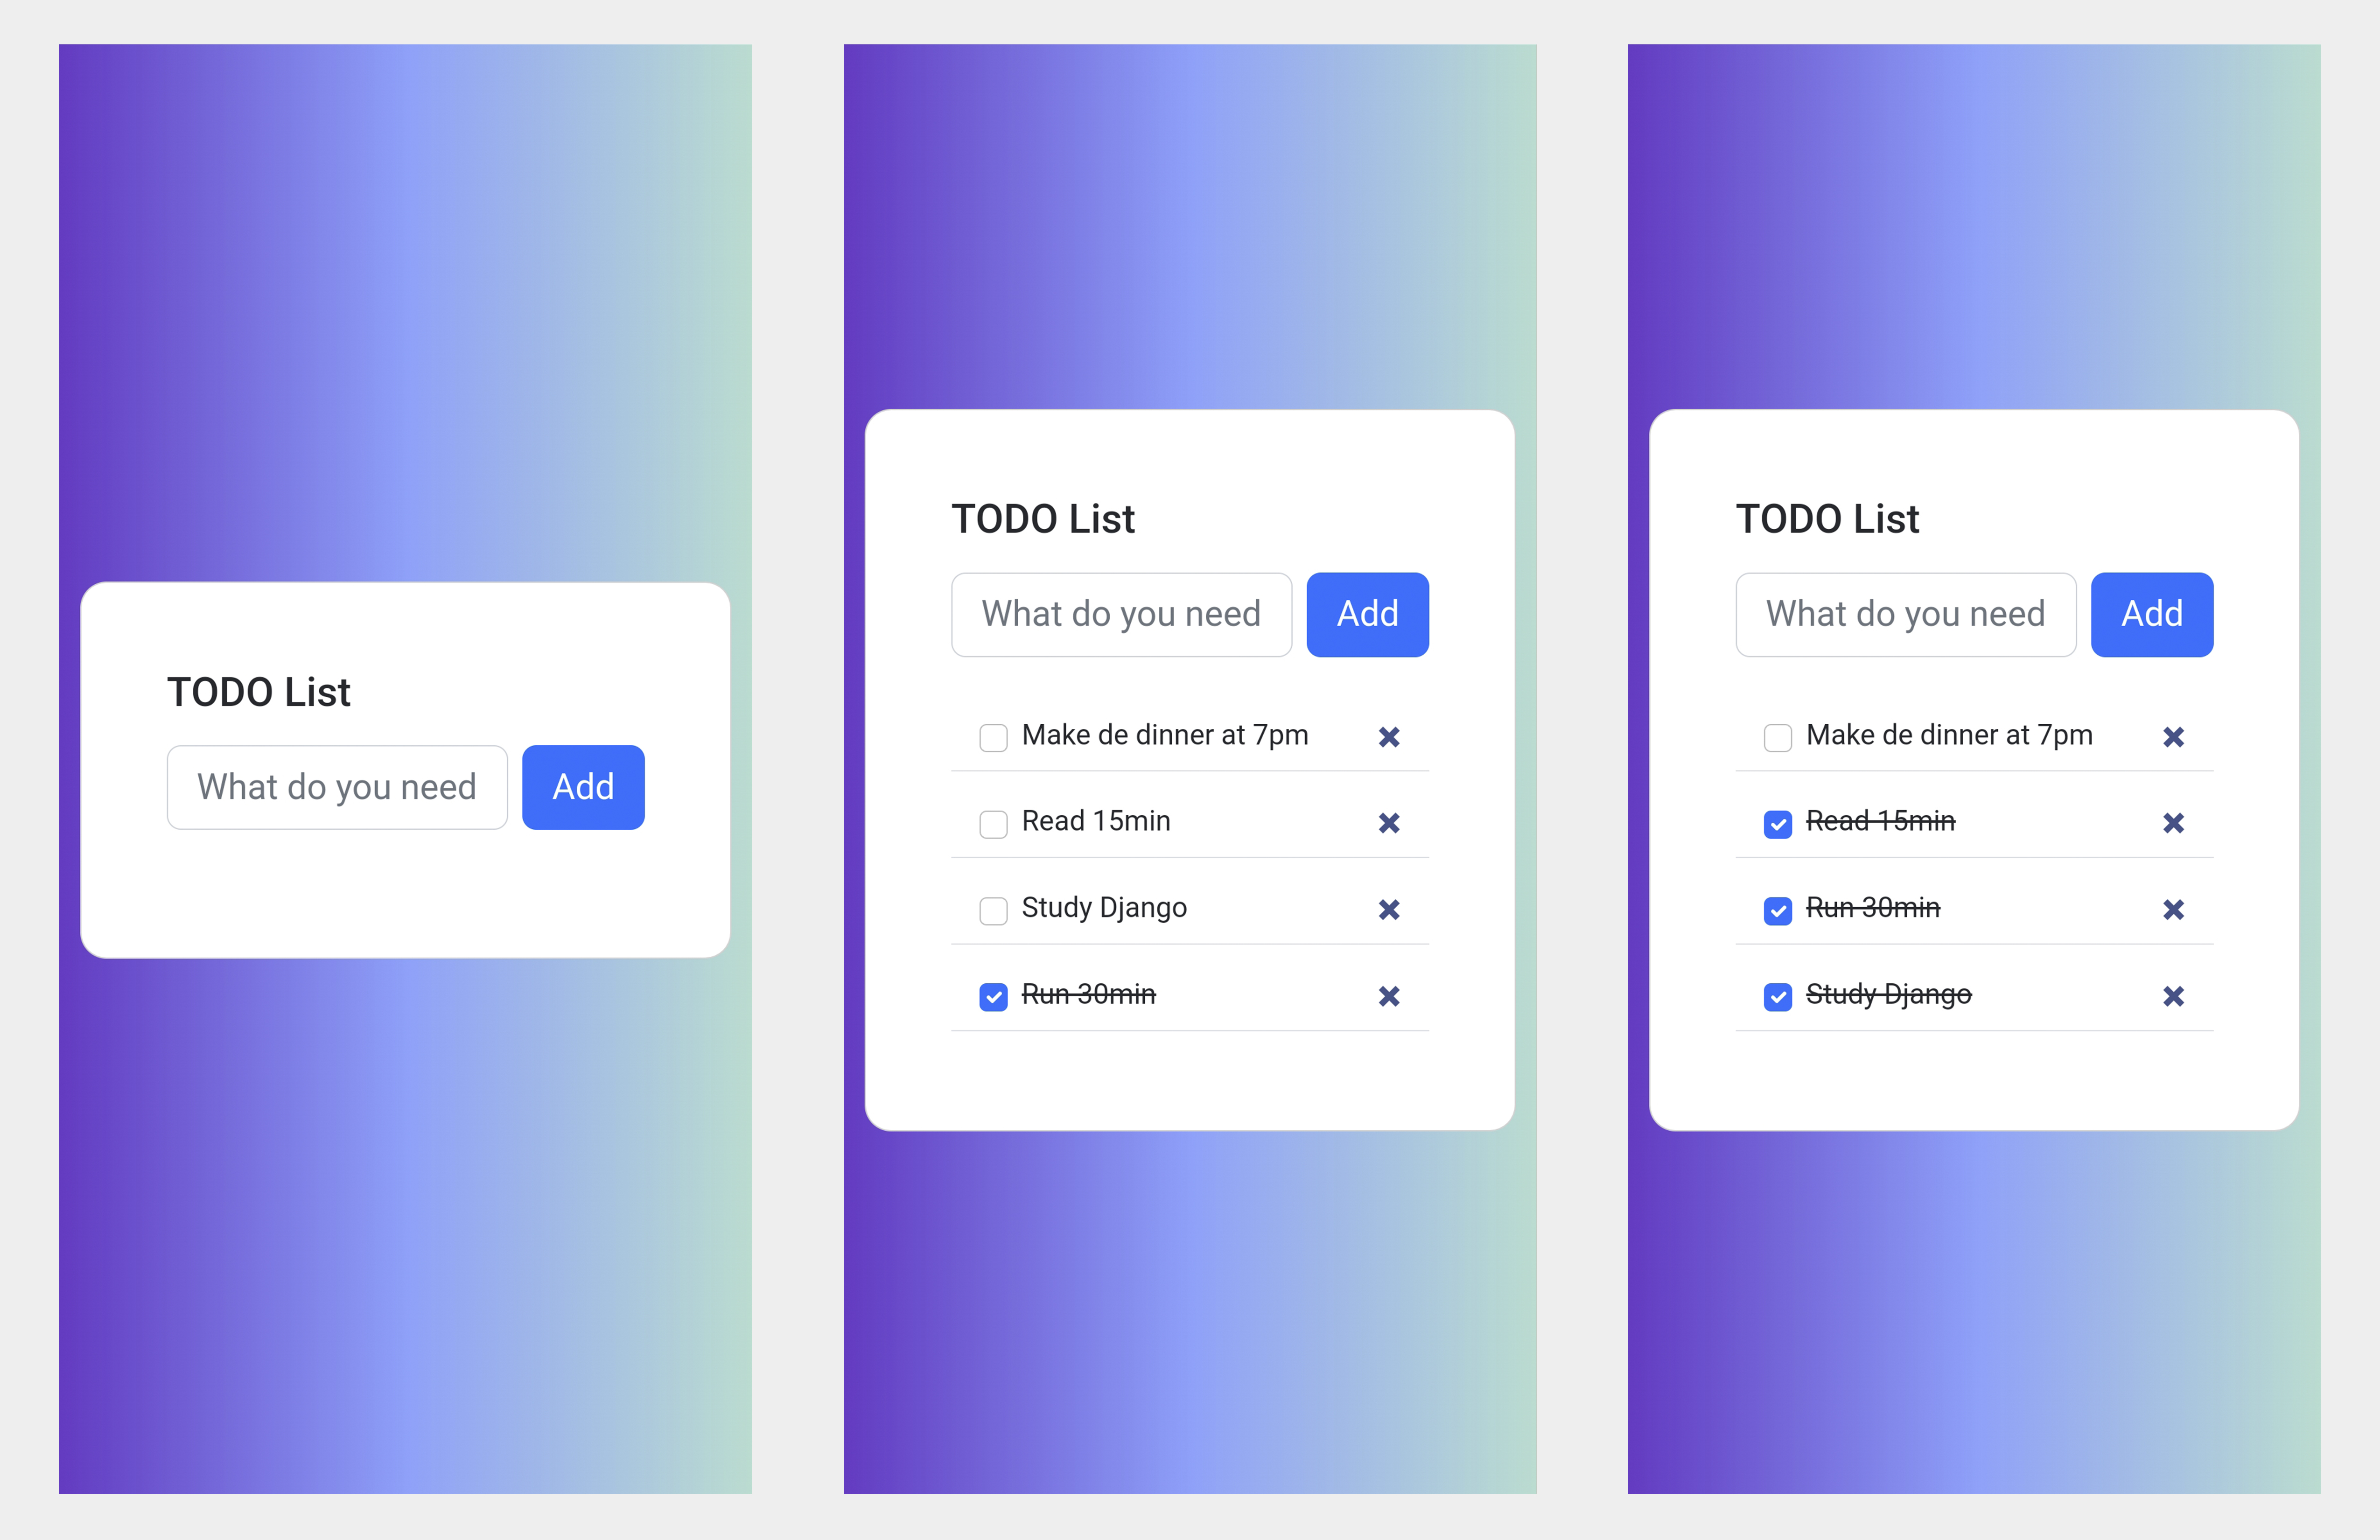 TODO List
What do you need
Add
TODO List
What do you need
Add
Make de dinner at 7pm
Read 15min
Study Django
Run 30min
TODO List
What do you need
Add
Make de dinner at 7pm
Read 15min
Run 30min
Study Django